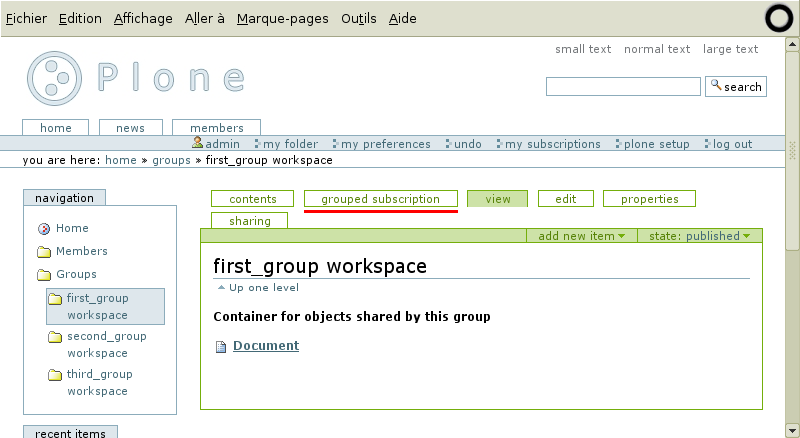 Fichier Edition Affichage Aller à Marque-pages Outils Aide
small text normal text large text
Plone
search
home news members
admin my folder my preferences undo my subscriptions plone setup log out
you are here: home » groups » first_group workspace
navigation
Home
Members
Groups
first_group
workspace
second_group
workspace
third_group
workspace
recent items
contents grouped subscription view edit properties
sharing
add new item state: published
first_group workspace
Up one level
Container for objects shared by this group
Document